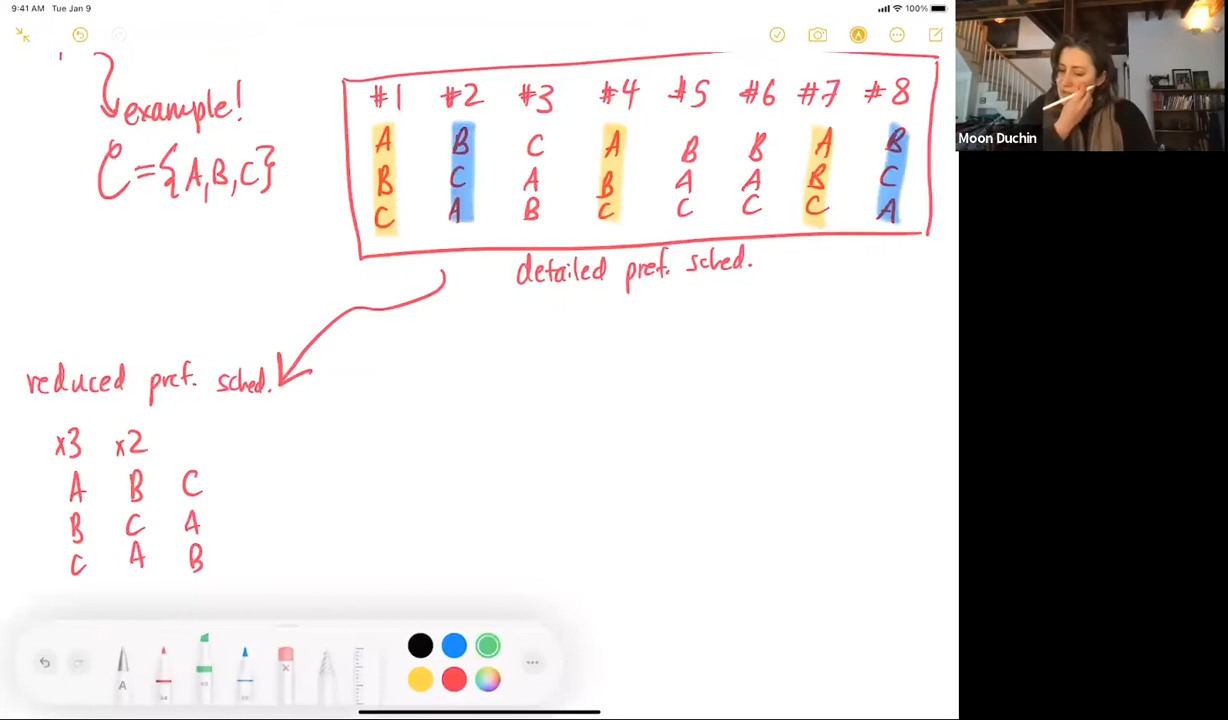 9:41 AM Tue Jan 9
100%
Moon Duchin
example!
C={A,B,C}
#1 #2 #3 #4 #5 #6 #7 #8
A B C A B B A B
B C A B A A B C
C A B C C C C A
detailed pref. sched.
reduced pref. sched.
x3 x2
A B C
B C A
C A B
A